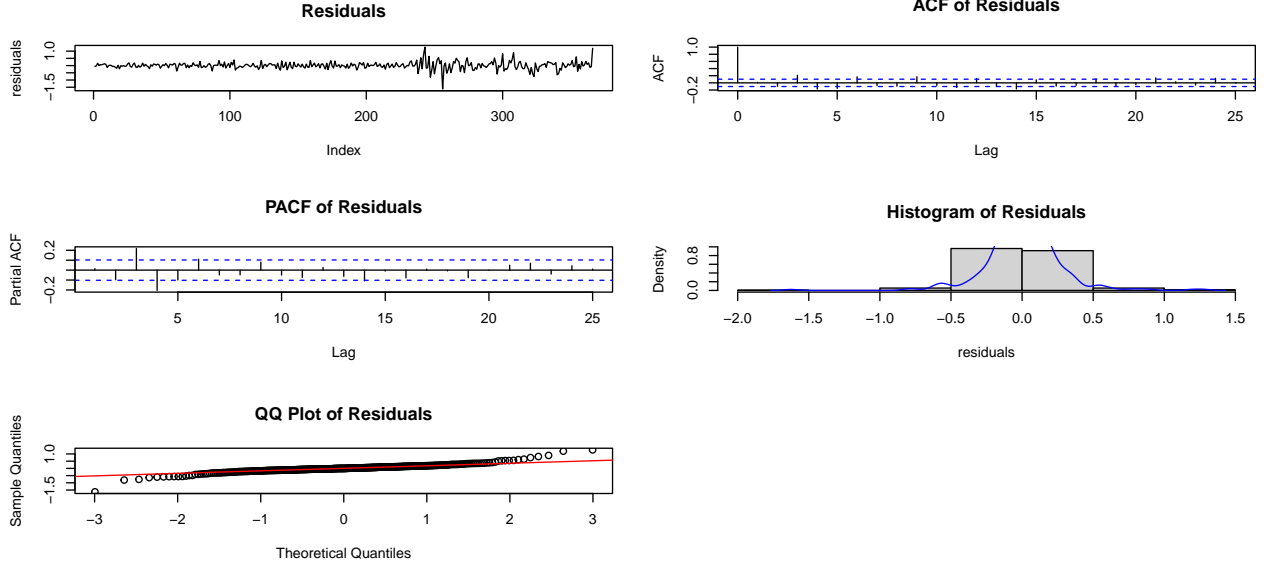 Residuals
residuals
−1.5 1.0
0 100 200 300
Index
ACF of Residuals
ACF
−0.2 1.0
0 5 10 15 20 25
Lag
PACF of Residuals
Partial ACF
−0.2 0.2
5 10 15 20 25
Lag
Histogram of Residuals
Density
0.0 0.8
−2.0 −1.5 −1.0 −0.5 0.0 0.5 1.0 1.5
residuals
QQ Plot of Residuals
Sample Quantiles
−1.5 1.0
−3 −2 −1 0 1 2 3
Theoretical Quantiles